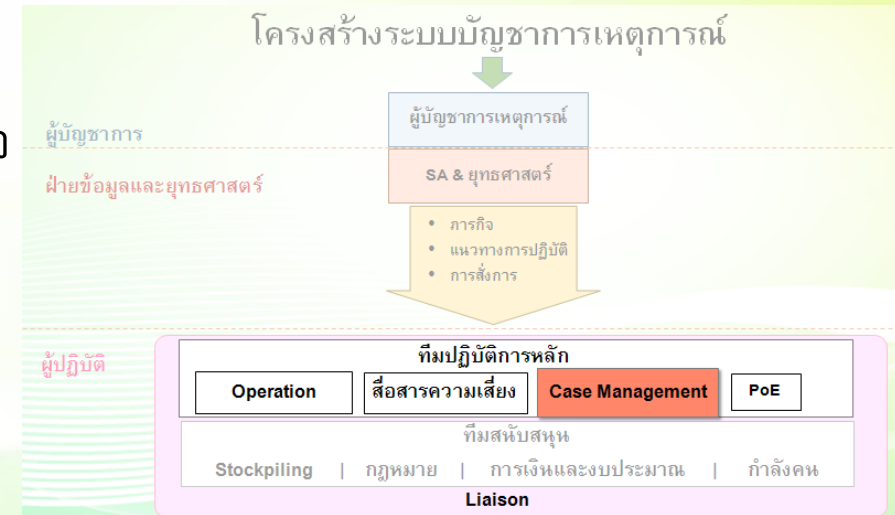 โครงสร้างระบบบัญชาการเหตุการณ์
ผู้บัญชาการเหตุการณ์
ผู้บัญชาการ
SA & ยุทธศาสตร์
ฝ่ายข้อมูลและยุทธศาสตร์
• ภารกิจ
• แนวทางการปฏิบัติ
• การสั่งการ
ผู้ปฏิบัติ
ทีมปฏิบัติการหลัก
Operation สื่อสารความเสี่ยง Case Management PoE
ทีมสนับสนุน
Stockpiling | กฎหมาย | การเงินและงบประมาณ | กำลังคน
Liaison